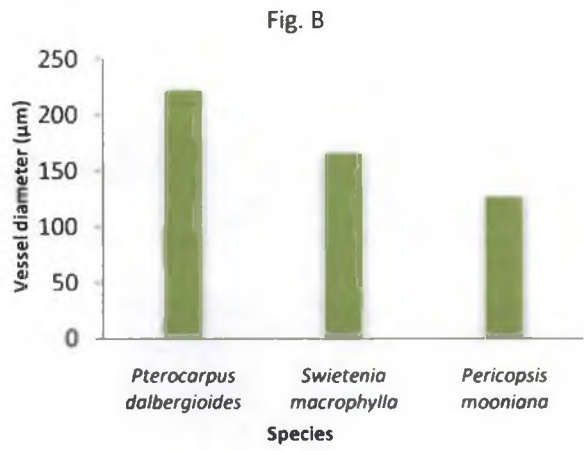 Fig. B
Vessel diameter (µm)
250
200
150
100
50
0
Pterocarpus dalbergioides
Swietenia macrophylla
Pericopsis mooniana
Species